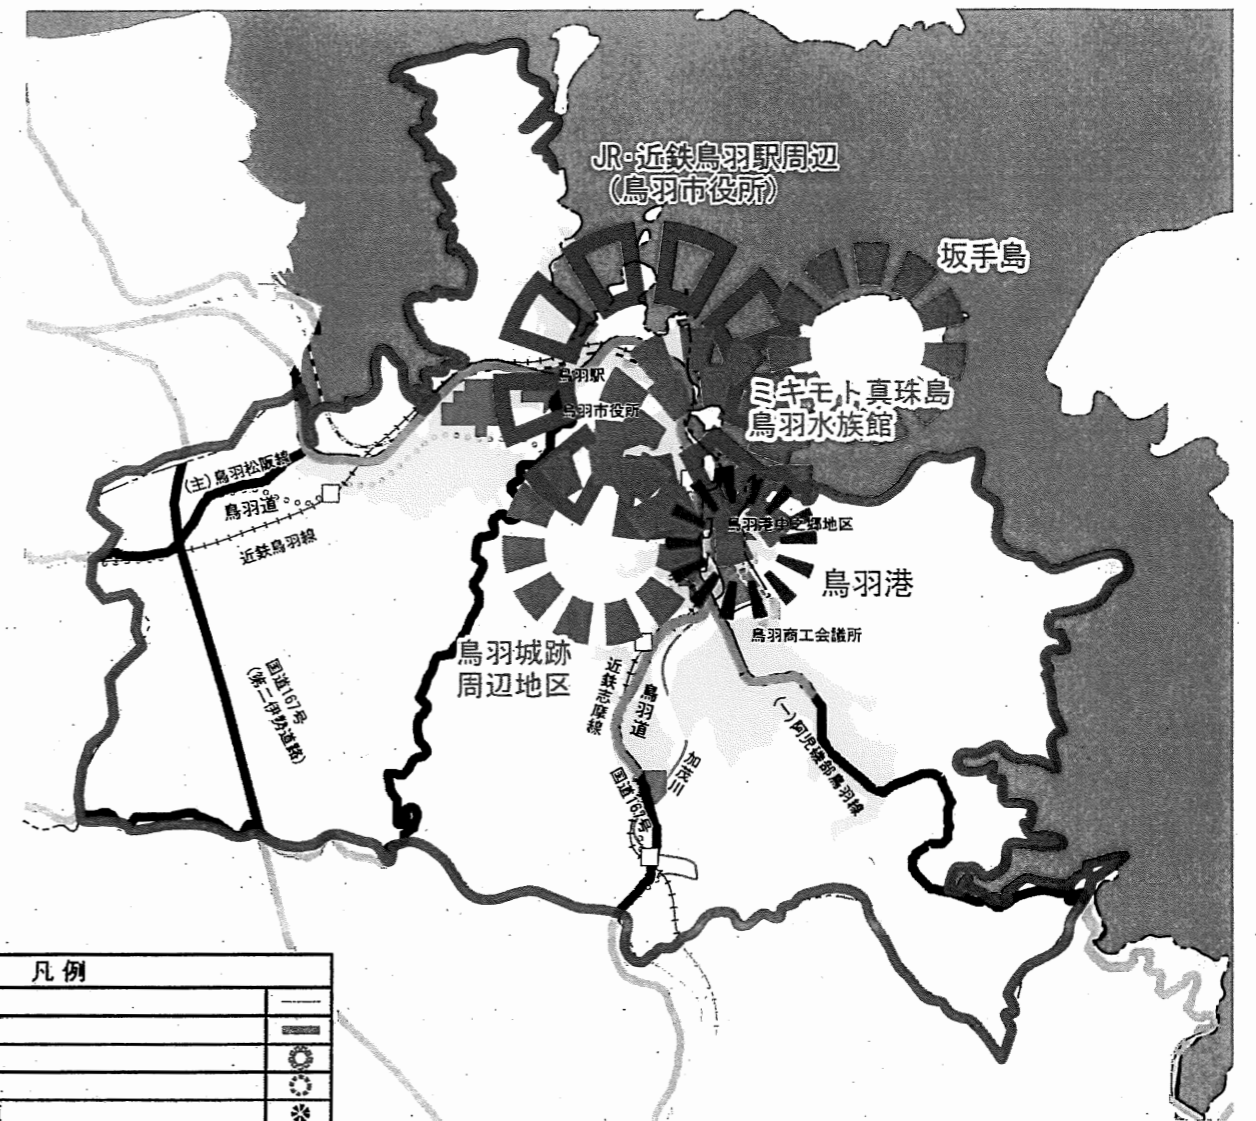 JR・近鉄鳥羽駅周辺
(鳥羽市役所)
坂手島
鳥羽駅
ミキモト真珠島
鳥羽水族館
鳥羽市役所
(主)鳥羽松阪線
鳥羽道
近鉄鳥羽線
鳥羽港中之郷地区
鳥羽港
鳥羽商工会議所
鳥羽城跡
周辺地区
国道167号
(第二伊勢道路)
近鉄志摩線
鳥羽道
(一)阿児磯部鳥羽線
加茂川
国道167号
凡例